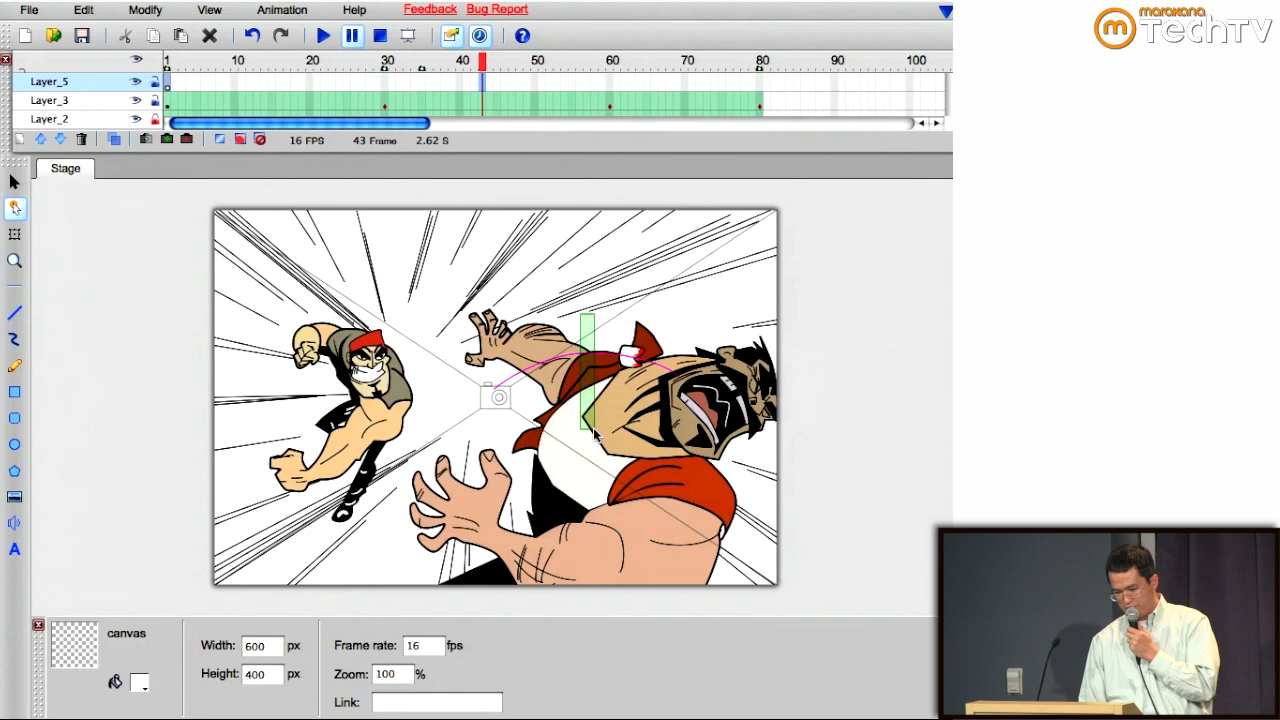 File Edit Modify View Animation Help Feedback Bug Report
marakana
TechTV
1 10 20 30 40 50 60 70 80 90 100
Layer_5
Layer_3
Layer_2
16 FPS 43 Frame 2.62 S
Stage
A
canvas
Width: 600 px
Height: 400 px
Frame rate: 16 fps
Zoom: 100 %
Link: